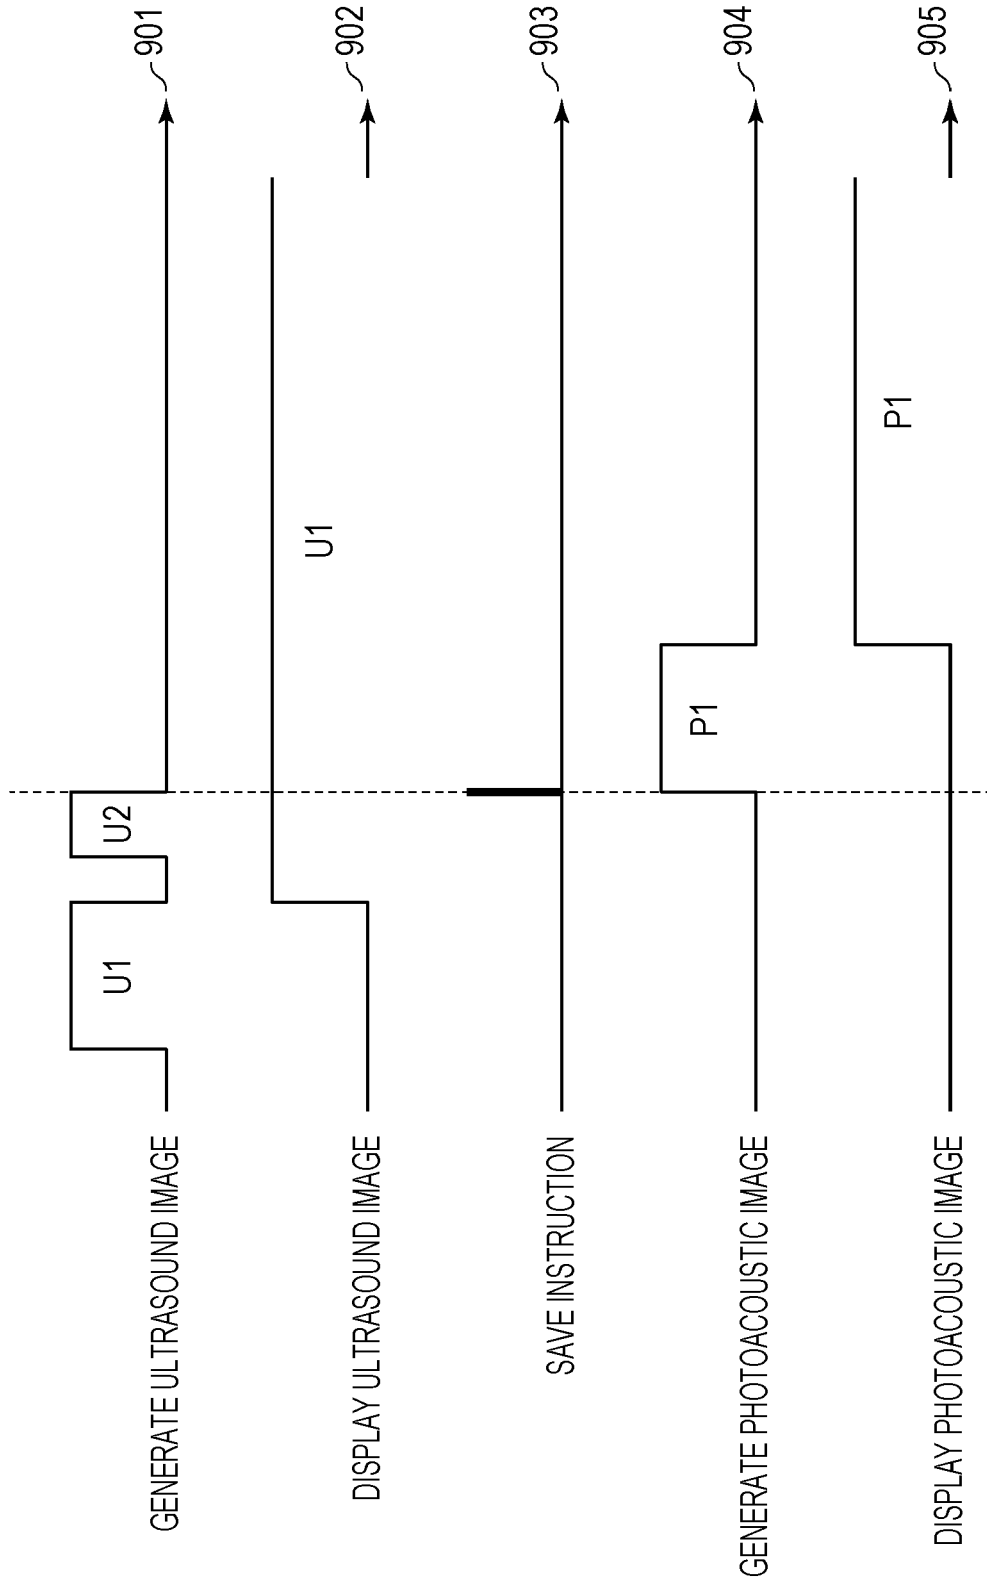 GENERATE ULTRASOUND IMAGE
U1
U2
901
DISPLAY ULTRASOUND IMAGE
U1
902
SAVE INSTRUCTION
903
GENERATE PHOTOACOUSTIC IMAGE
P1
904
DISPLAY PHOTOACOUSTIC IMAGE
P1
905